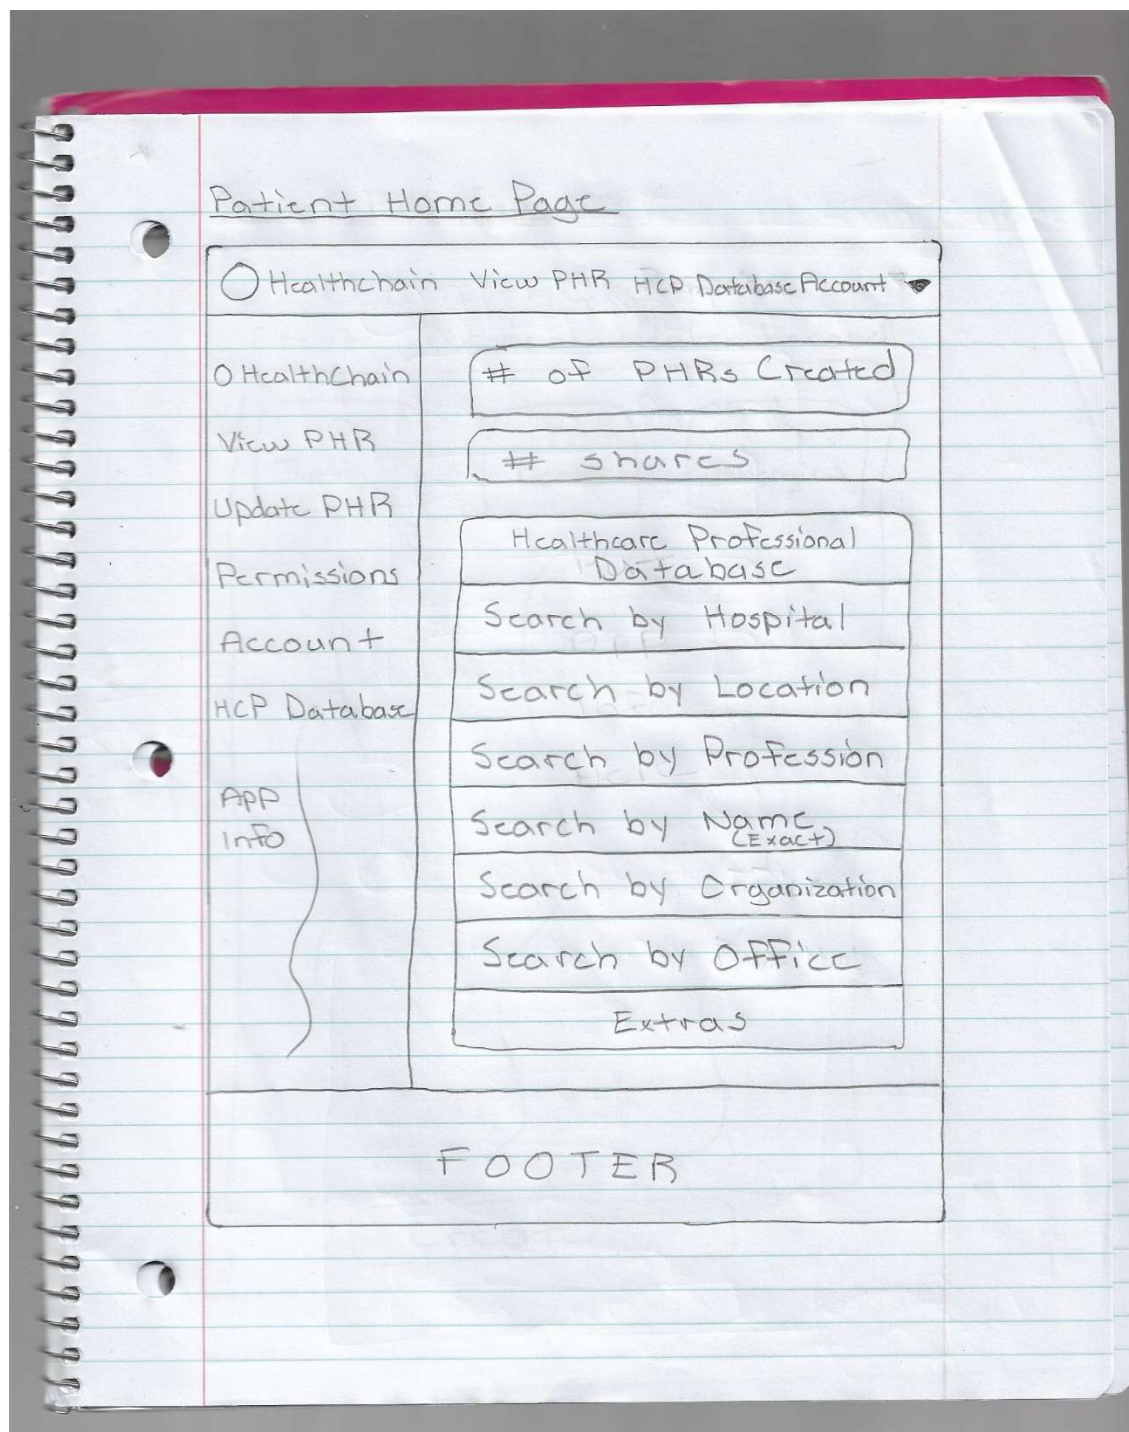 Patient Home Page
Healthchain View PHR HCP Database Account
HealthChain
View PHR
Update PHR
Permissions
Account
HCP Database
App
Info
# of PHRs Created
# shares
Healthcare Professional
Database
Search by Hospital
Search by Location
Search by Profession
Search by Name
(Exact)
Search by Organization
Search by Office
Extras
FOOTER